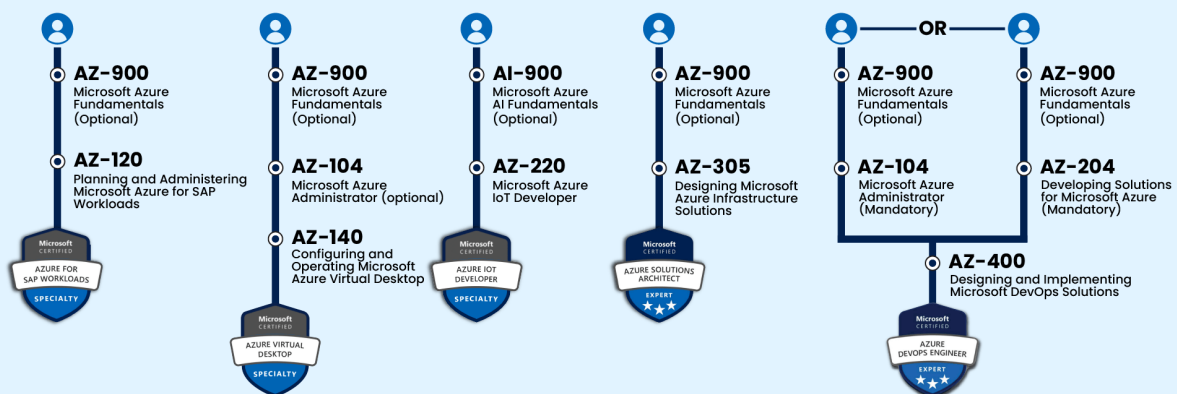 AZ-900
Microsoft Azure
Fundamentals
(Optional)
AZ-120
Planning and Administering
Microsoft Azure for SAP
Workloads
Microsoft
CERTIFIED
AZURE FOR
SAP WORKLOADS
SPECIALTY
AZ-900
Microsoft Azure
Fundamentals
(Optional)
AZ-104
Microsoft Azure
Administrator (optional)
AZ-140
Configuring and
Operating Microsoft
Azure Virtual Desktop
Microsoft
CERTIFIED
AZURE VIRTUAL
DESKTOP
SPECIALTY
AI-900
Microsoft Azure
AI Fundamentals
(Optional)
AZ-220
Microsoft Azure
IoT Developer
Microsoft
CERTIFIED
AZURE IOT
DEVELOPER
SPECIALTY
AZ-900
Microsoft Azure
Fundamentals
(Optional)
AZ-305
Designing Microsoft
Azure Infrastructure
Solutions
Microsoft
CERTIFIED
AZURE SOLUTIONS
ARCHITECT
EXPERT
OR
AZ-900
Microsoft Azure
Fundamentals
(Optional)
AZ-104
Microsoft Azure
Administrator
(Mandatory)
AZ-900
Microsoft Azure
Fundamentals
(Optional)
AZ-204
Developing Solutions
for Microsoft Azure
(Mandatory)
AZ-400
Designing and Implementing
Microsoft DevOps Solutions
Microsoft
CERTIFIED
AZURE
DEVOPS ENGINEER
EXPERT